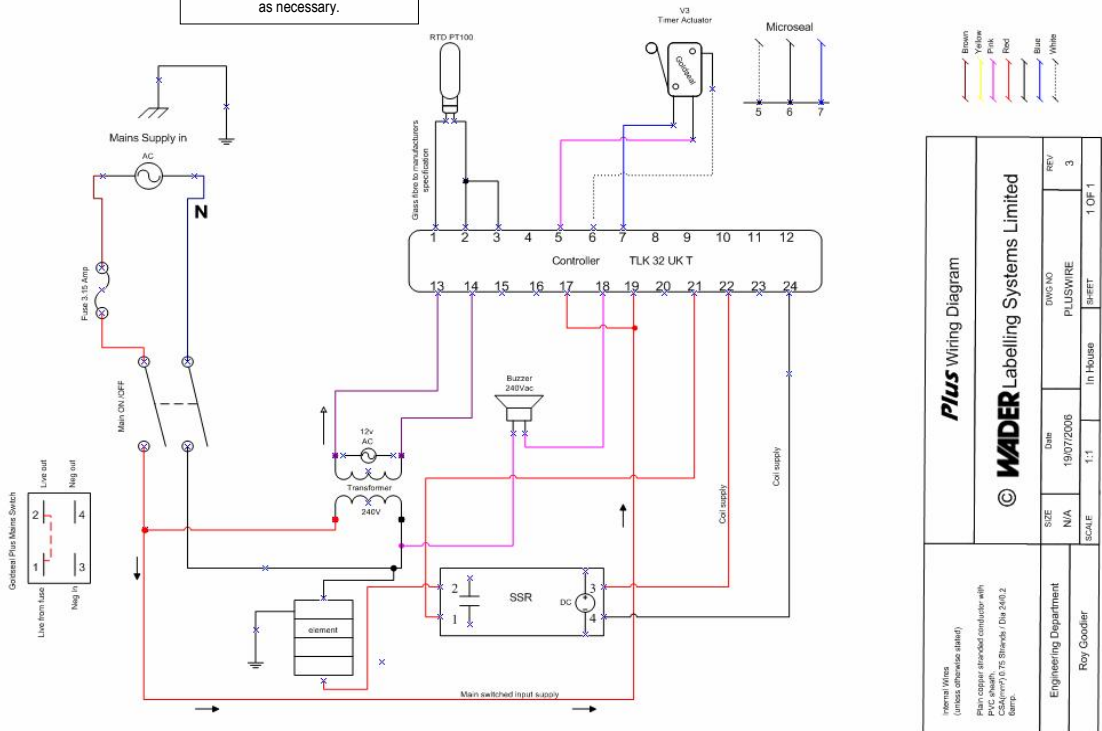 as necessary.
RTD PT100
V3
Timer Actuator
Goldseal
Microseal
5 6 7
Brown
Yellow
Pink
Red
Blue
White
Mains Supply in
AC
N
Glass fibre to manufacturers
specification
1 2 3 4 5 6 7 8 9 10 11 12
Controller TLK 32 UK T
13 14 15 16 17 18 19 20 21 22 23 24
Fuse 3.15 Amp
Main ON /OFF
Buzzer
240Vac
12v
AC
Transformer
240V
Coil supply
Coil supply
Goldseal Plus Mains Switch
Live out
Neg out
2 4
1 3
Live from fuse
Neg in
SSR
2
1
DC
3
4
element
Main switched input supply
Plus Wiring Diagram
© WADER Labelling Systems Limited
SIZE
N/A
Date
19/07/2006
DWG NO
PLUSWIRE
REV
3
SCALE
1:1
In House
SHEET
1 OF 1
Internal Wires
(unless otherwise stated)
Plain copper stranded conductor with
PVC sheath,
CSA(mm²) 0.75 Strands / Dia 24/0.2
6amp.
Engineering Department
Roy Goodier